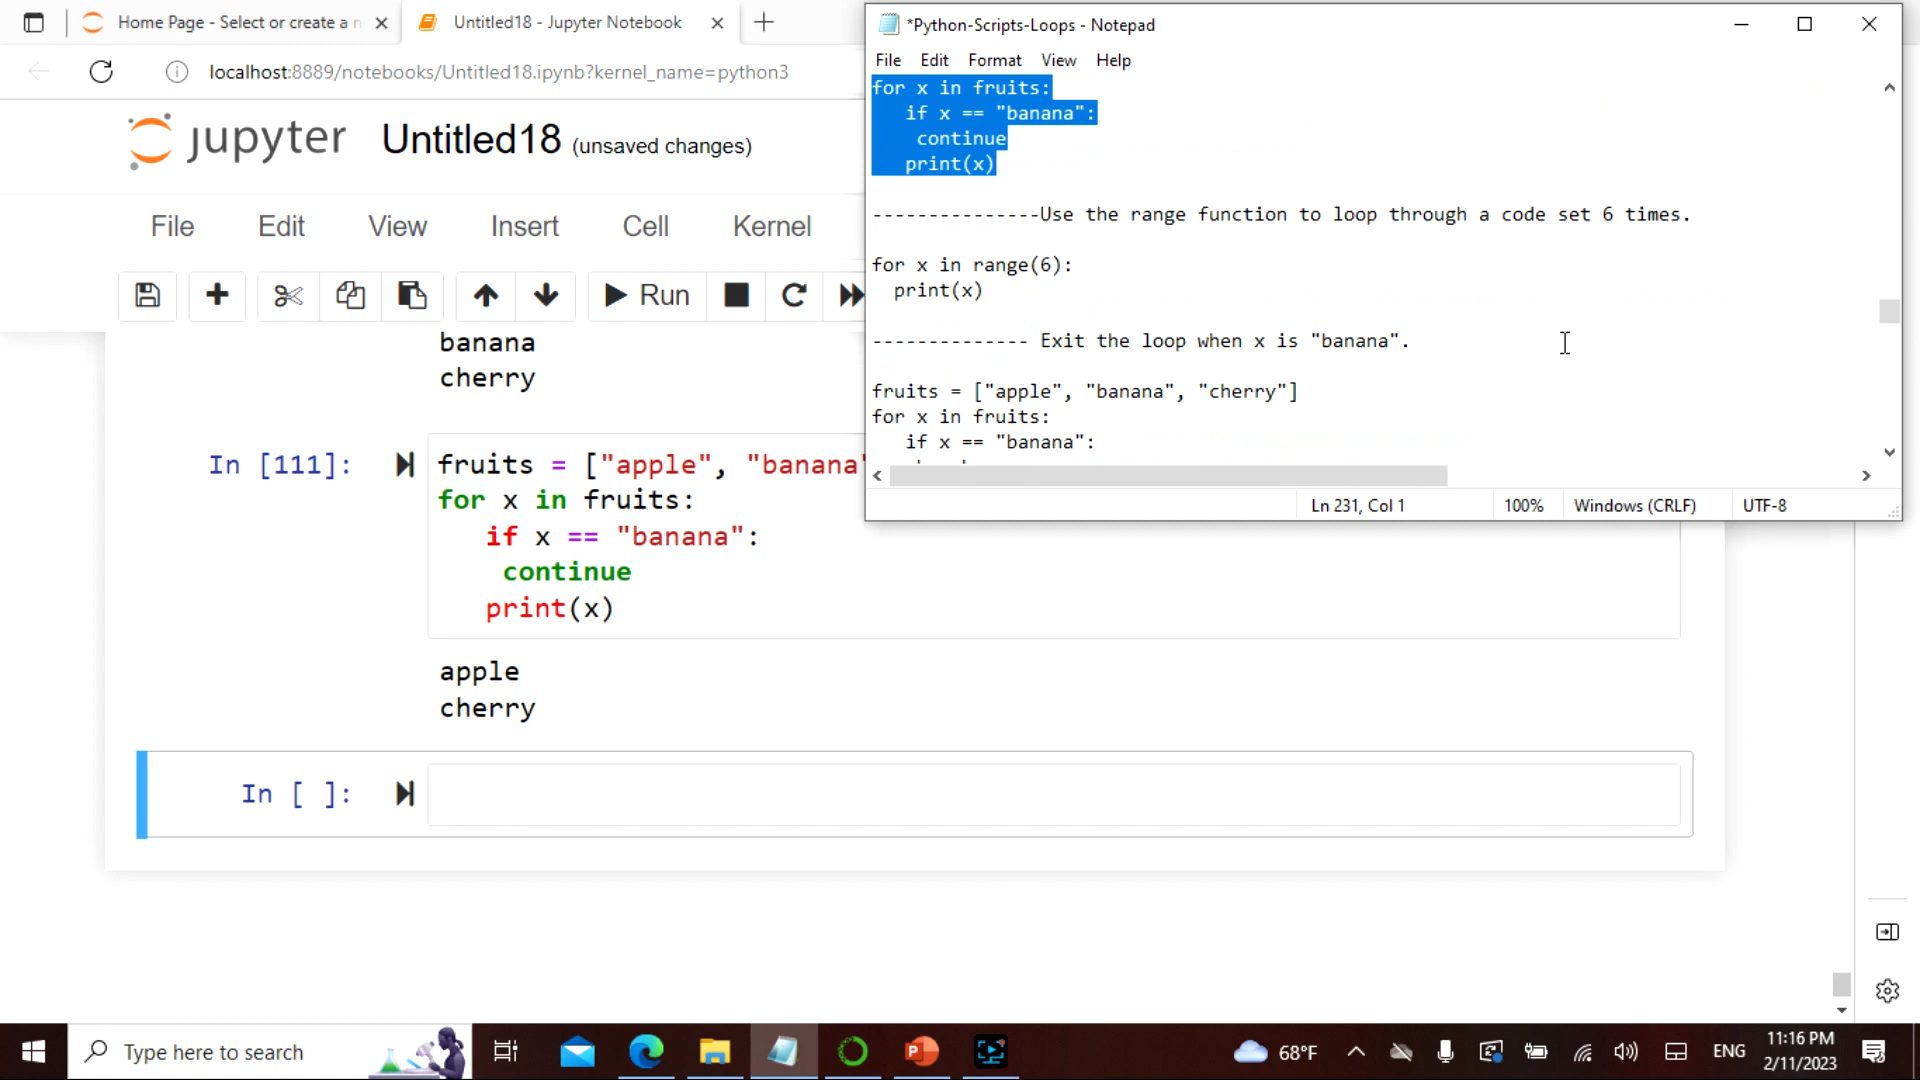 Home Page - Select or create a n
Untitled18 - Jupyter Notebook
localhost:8889/notebooks/Untitled18.ipynb?kernel_name=python3
jupyter Untitled18 (unsaved changes)
File Edit View Insert Cell Kernel
Run
banana
cherry
In [111]:
fruits = ["apple", "banana"
for x in fruits:
if x == "banana":
continue
print(x)
apple
cherry
In [ ]:
*Python-Scripts-Loops - Notepad
File Edit Format View Help
for x in fruits:
if x == "banana":
continue
print(x)
---------------Use the range function to loop through a code set 6 times.
for x in range(6):
print(x)
-------------- Exit the loop when x is "banana".
fruits = ["apple", "banana", "cherry"]
for x in fruits:
if x == "banana":
Ln 231, Col 1
100%
Windows (CRLF)
UTF-8
Type here to search
68°F
ENG
11:16 PM
2/11/2023